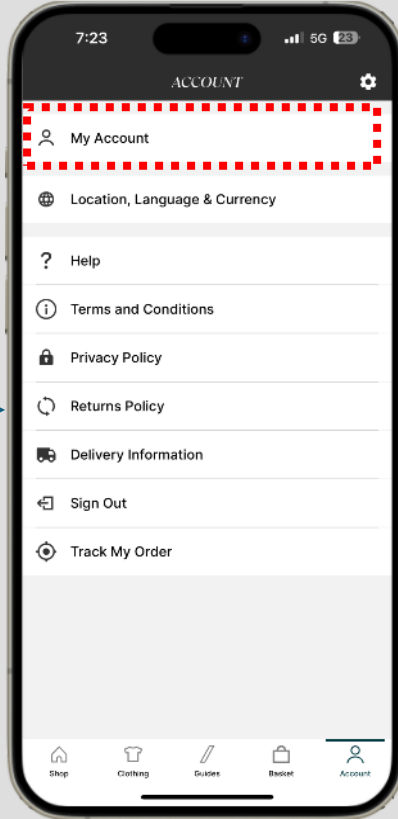 7:23 5G 23
ACCOUNT
My Account
Location, Language & Currency
? Help
Terms and Conditions
Privacy Policy
Returns Policy
Delivery Information
Sign Out
Track My Order
Shop Clothing Guides Basket Account